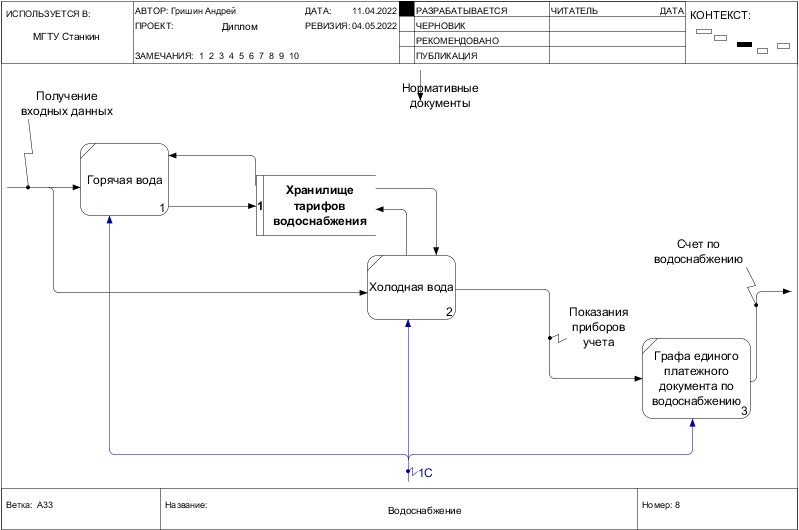 ИСПОЛЬЗУЕТСЯ В:
МГТУ Станкин
АВТОР: Гришин Андрей
ДАТА: 11.04.2022
ПРОЕКТ: Диплом
РЕВИЗИЯ: 04.05.2022
ЗАМЕЧАНИЯ: 1 2 3 4 5 6 7 8 9 10
РАЗРАБАТЫВАЕТСЯ
ЧЕРНОВИК
РЕКОМЕНДОВАНО
ПУБЛИКАЦИЯ
ЧИТАТЕЛЬ
ДАТА
КОНТЕКСТ:
Нормативные
документы
Получение
входных данных
Горячая вода
1
1
Хранилище
тарифов
водоснабжения
Холодная вода
2
Счет по
водоснабжению
Показания
приборов
учета
Графа единого
платежного
документа по
водоснабжению
3
1С
Ветка: А33
Название:
Водоснабжение
Номер: 8